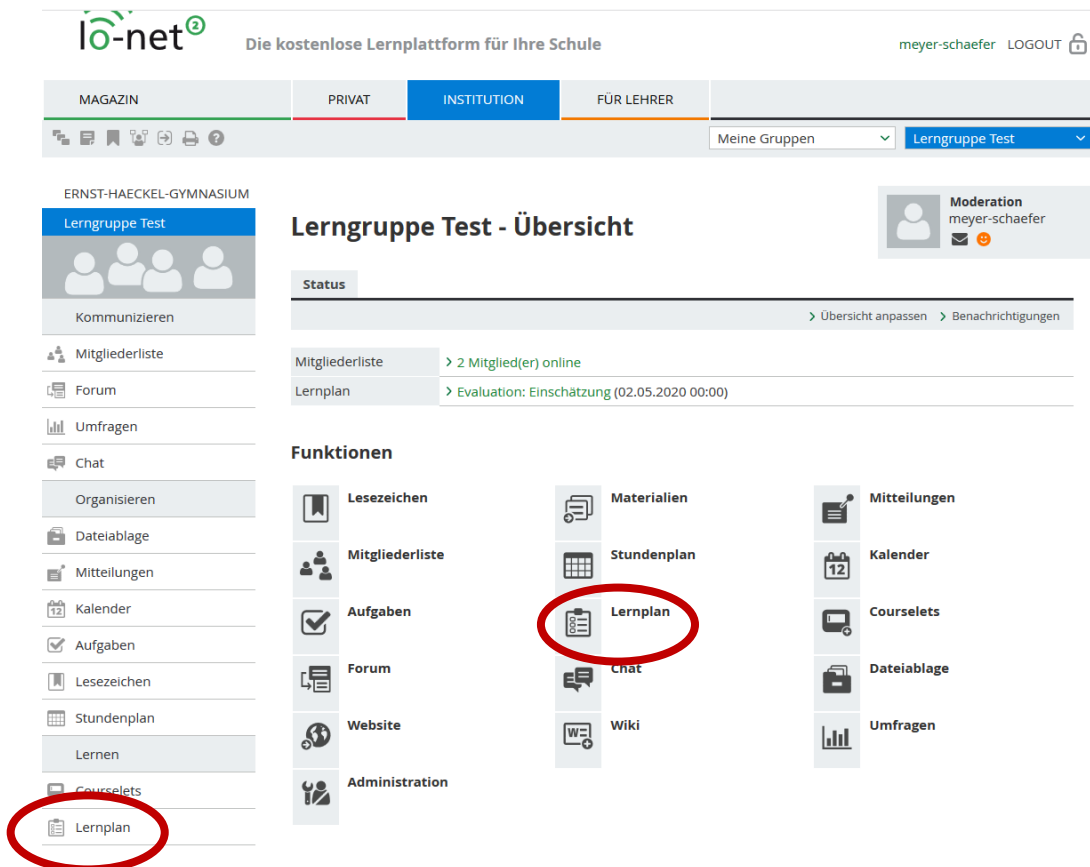 lo-net²
Die kostenlose Lernplattform für Ihre Schule
meyer-schaefer LOGOUT
MAGAZIN PRIVAT INSTITUTION FÜR LEHRER
Meine Gruppen Lerngruppe Test
ERNST-HAECKEL-GYMNASIUM
Lerngruppe Test
Kommunizieren
Mitgliederliste
Forum
Umfragen
Chat
Organisieren
Dateiablage
Mitteilungen
12 Kalender
Aufgaben
Lesezeichen
Stundenplan
Lernen
Courselets
Lernplan
Lerngruppe Test - Übersicht
Moderation
meyer-schaefer
Status
Übersicht anpassen Benachrichtigungen
Mitgliederliste 2 Mitglied(er) online
Lernplan Evaluation: Einschätzung (02.05.2020 00:00)
Funktionen
Lesezeichen Materialien Mitteilungen
Mitgliederliste Stundenplan 12 Kalender
Aufgaben Lernplan Courselets
Forum Chat Dateiablage
Website W Wiki Umfragen
Administration